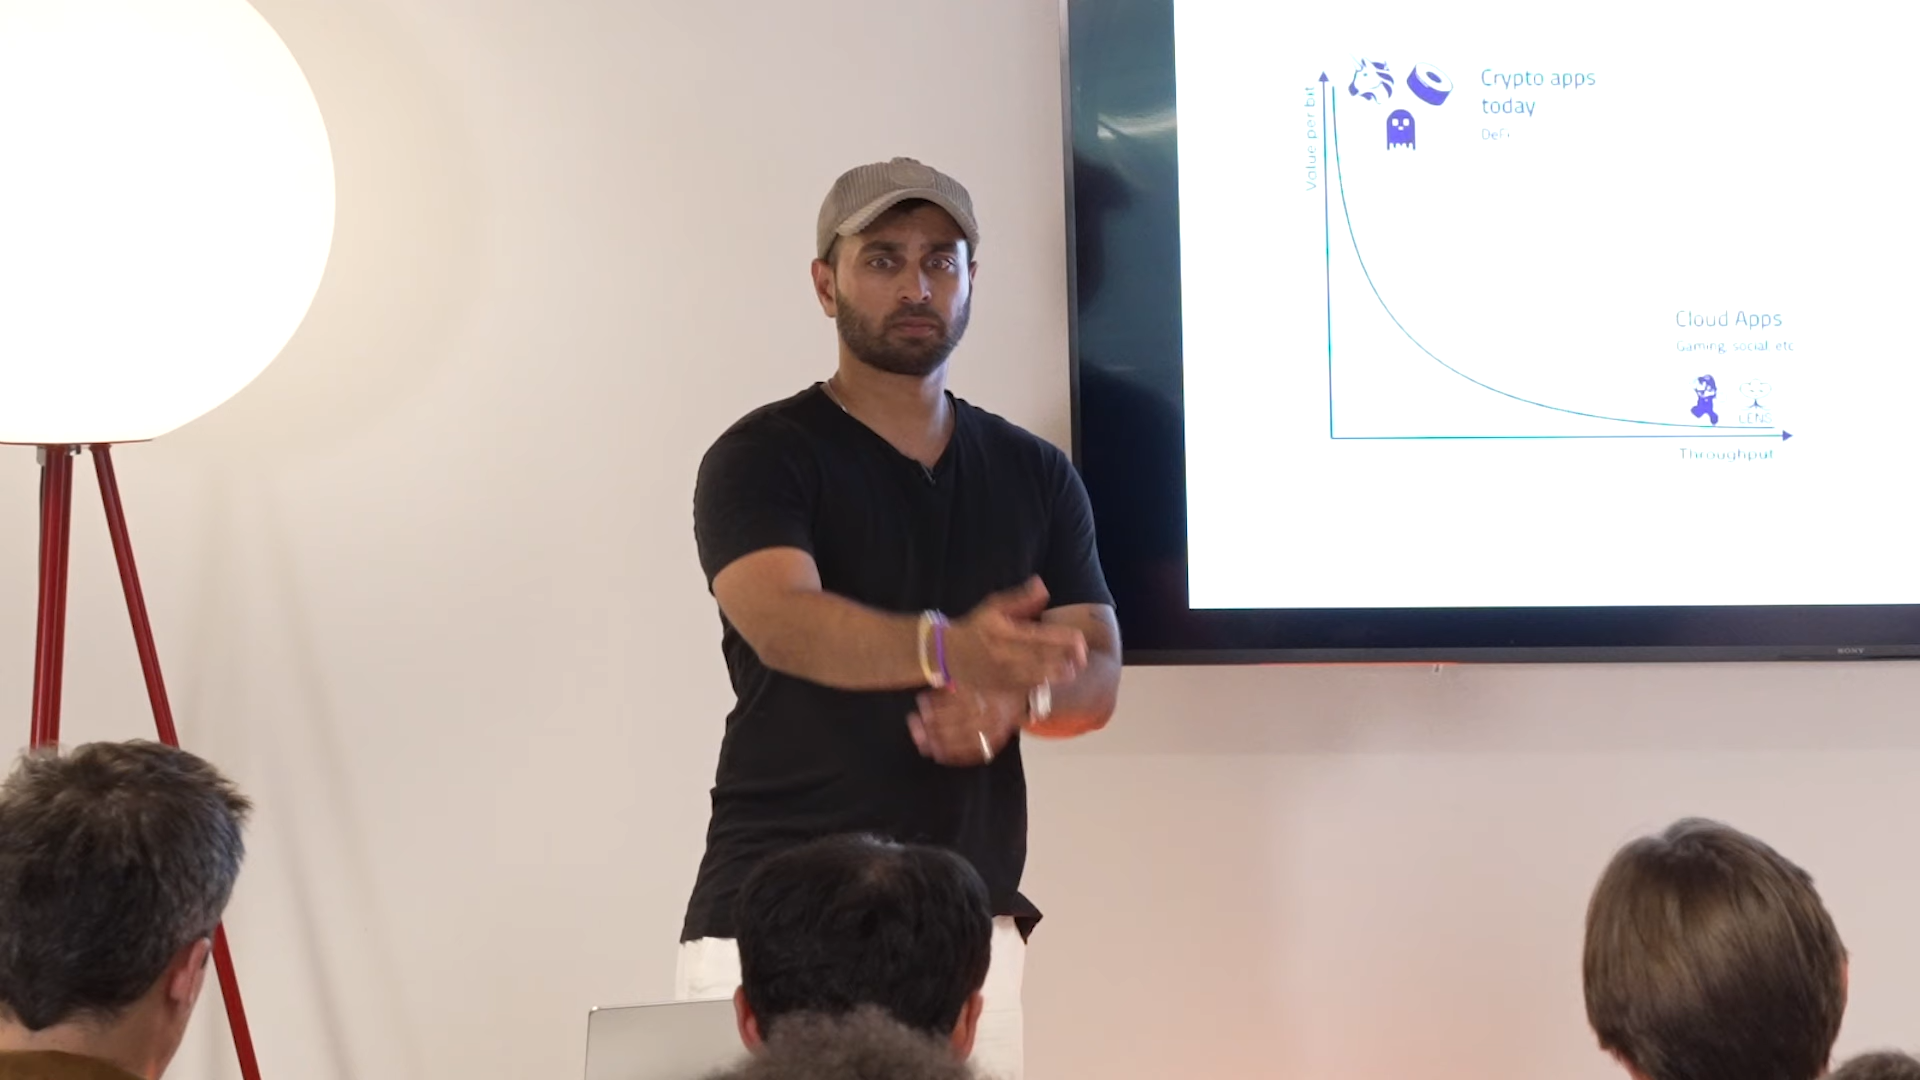 Value per bit
Crypto apps
today
DeFi
Cloud Apps
Gaming, social, etc
LENS
Throughput
SONY